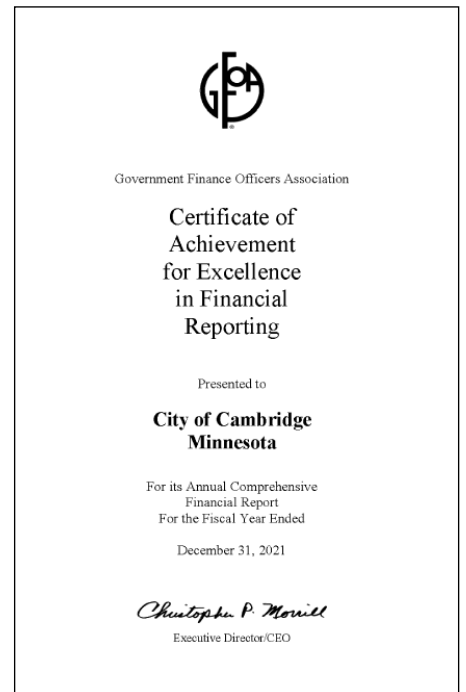 GFOA
Government Finance Officers Association
Certificate of
Achievement
for Excellence
in Financial
Reporting
Presented to
City of Cambridge
Minnesota
For its Annual Comprehensive
Financial Report
For the Fiscal Year Ended
December 31, 2021
Christopher P. Morrill
Executive Director/CEO